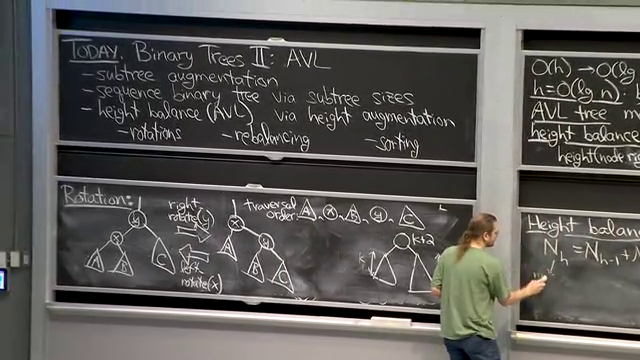 TODAY: Binary Trees II: AVL
- subtree augmentation
- sequence binary tree via subtree sizes
- height balance (AVL) via height augmentation
- rotations - rebalancing - sorting
Rotation:
right
rotate(y)
left
rotate(x)
y
x
A
B
C
x
A
y
B
C
traversal
order: A x B y C
k+2
k
O(h) → O(lg
h = O(lg n)
AVL tree
height balance
height(node
Height balan
N_h = N_{h-1} +